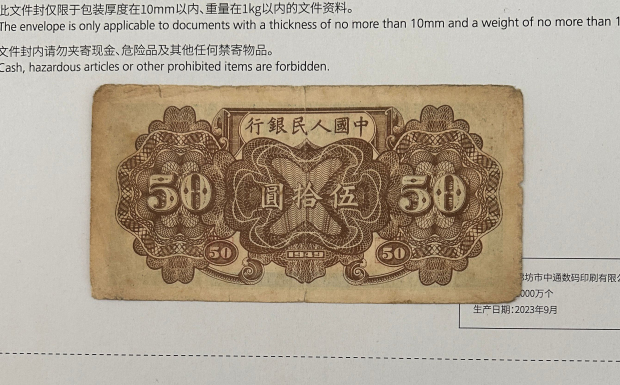 此文件封仅限于包装厚度在10mm以内、重量在1kg以内的文件资料。
The envelope is only applicable to documents with a thickness of no more than 10mm and a weight of no more than 1
文件封内请勿夹寄现金、危险品及其他任何禁寄物品。
Cash, hazardous articles or other prohibited items are forbidden.
行銀民人國中
50 圓拾伍 50
50 1949 50
坊市中通数码印刷有限公
000万个
生产日期:2023年9月